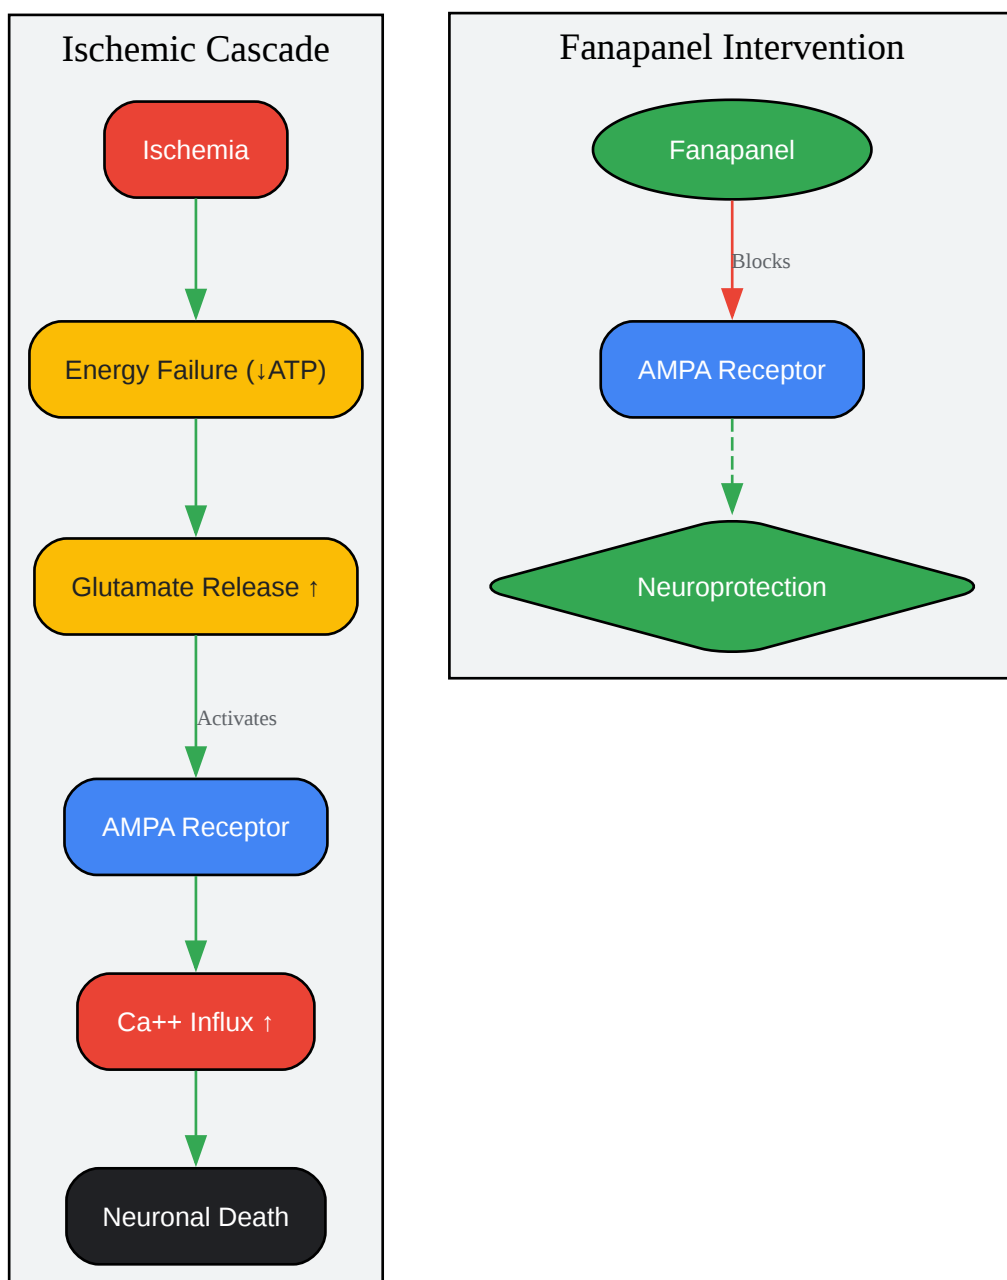 Ischemic Cascade
Ischemia
Energy Failure (↓ATP)
Glutamate Release ↑
Activates
AMPA Receptor
Ca++ Influx ↑
Neuronal Death
Fanapanel Intervention
Fanapanel
Blocks
AMPA Receptor
Neuroprotection